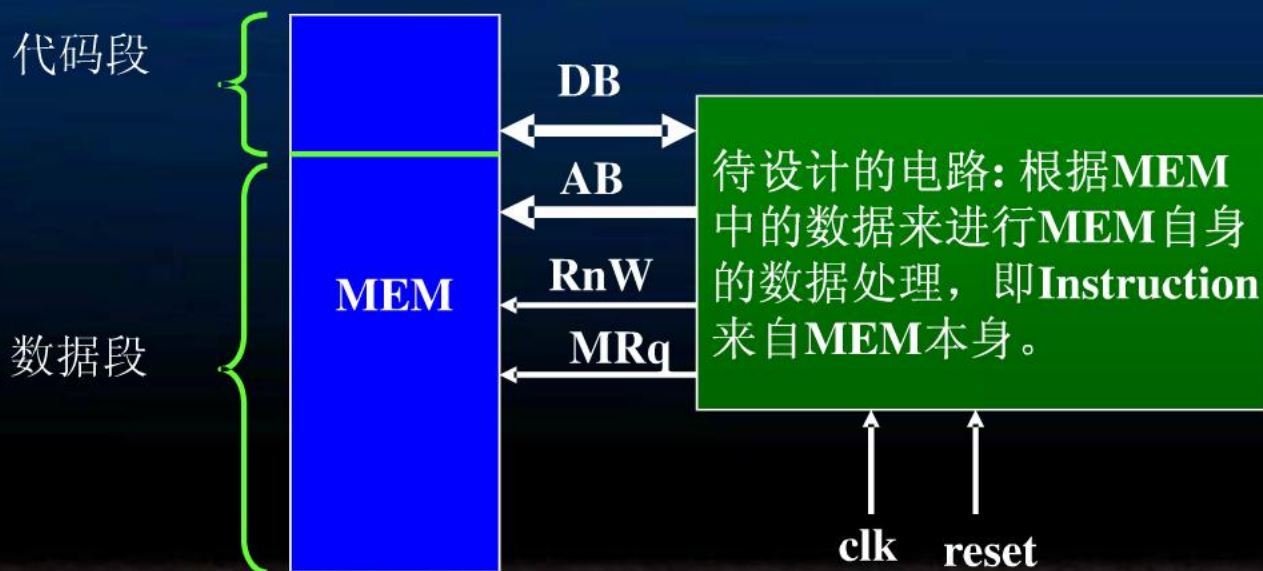 代码段
DB
AB
RnW
MEM
MRq
数据段
待设计的电路: 根据MEM
中的数据来进行MEM自身
的数据处理，即Instruction
来自MEM本身。
clk
reset